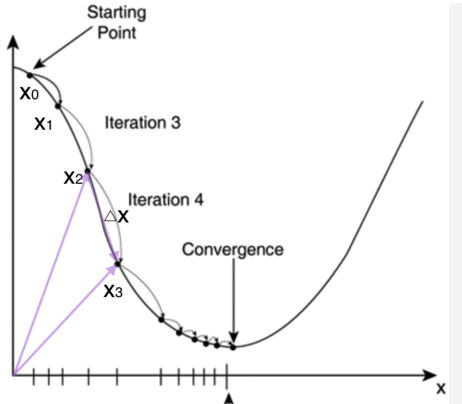 Starting
Point
X0
X1
Iteration 3
X2
Iteration 4
△X
Convergence
X3
x